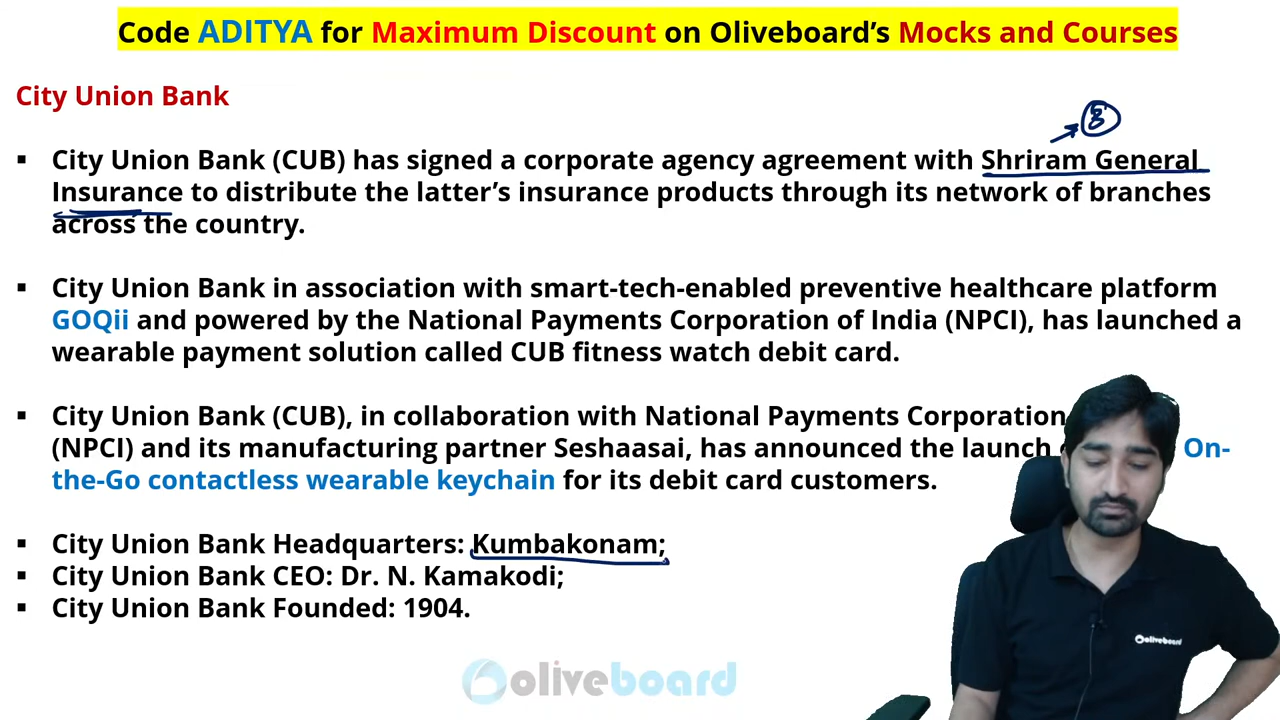 Code ADITYA for Maximum Discount on Oliveboard’s Mocks and Courses
City Union Bank
8
▪ City Union Bank (CUB) has signed a corporate agency agreement with Shriram General
Insurance to distribute the latter’s insurance products through its network of branches
across the country.
▪ City Union Bank in association with smart-tech-enabled preventive healthcare platform
GOQii and powered by the National Payments Corporation of India (NPCI), has launched a
wearable payment solution called CUB fitness watch debit card.
▪ City Union Bank (CUB), in collaboration with National Payments Corporation
(NPCI) and its manufacturing partner Seshaasai, has announced the launch On-
the-Go contactless wearable keychain for its debit card customers.
▪ City Union Bank Headquarters: Kumbakonam;
▪ City Union Bank CEO: Dr. N. Kamakodi;
▪ City Union Bank Founded: 1904.
oliveboard
oliveboard